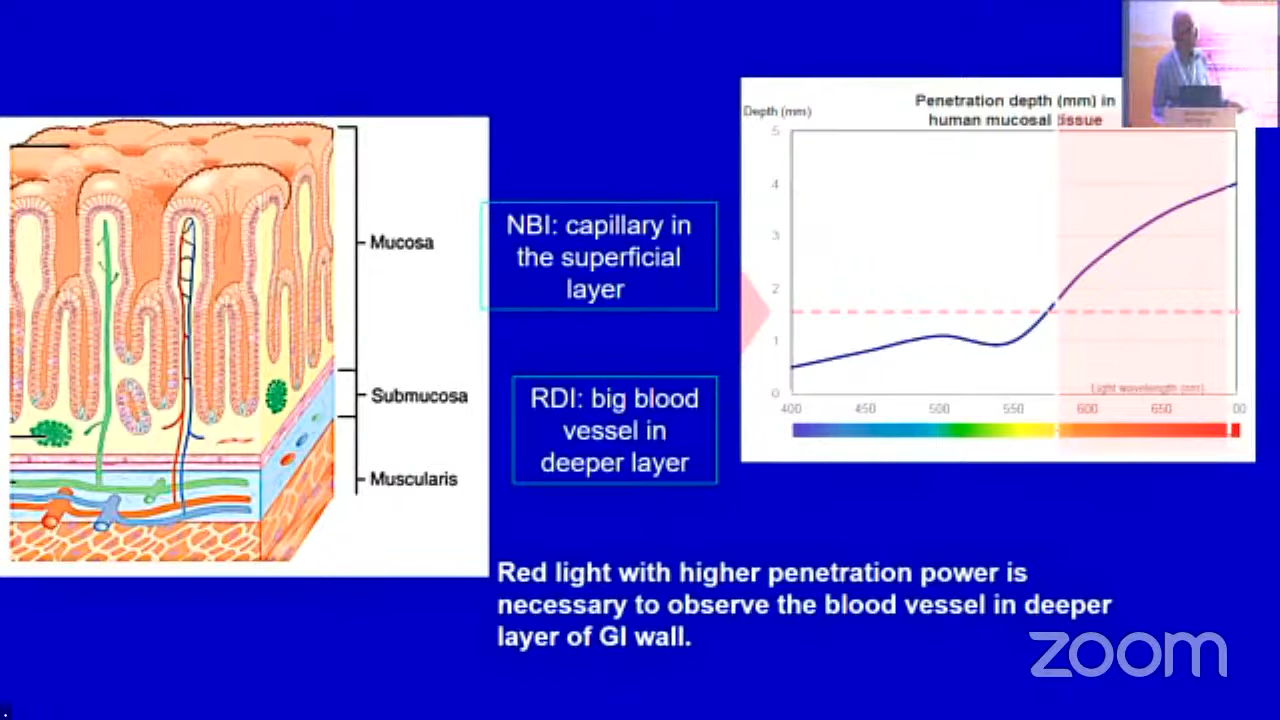 Mucosa
Submucosa
Muscularis
NBI: capillary in
the superficial
layer
RDI: big blood
vessel in
deeper layer
Penetration depth (mm) in
human mucosal tissue
Depth (mm)
5
4
3
2
1
0
Light wavelength (nm)
400 450 500 550 600 650 00
Red light with higher penetration power is
necessary to observe the blood vessel in deeper
layer of GI wall.
zoom